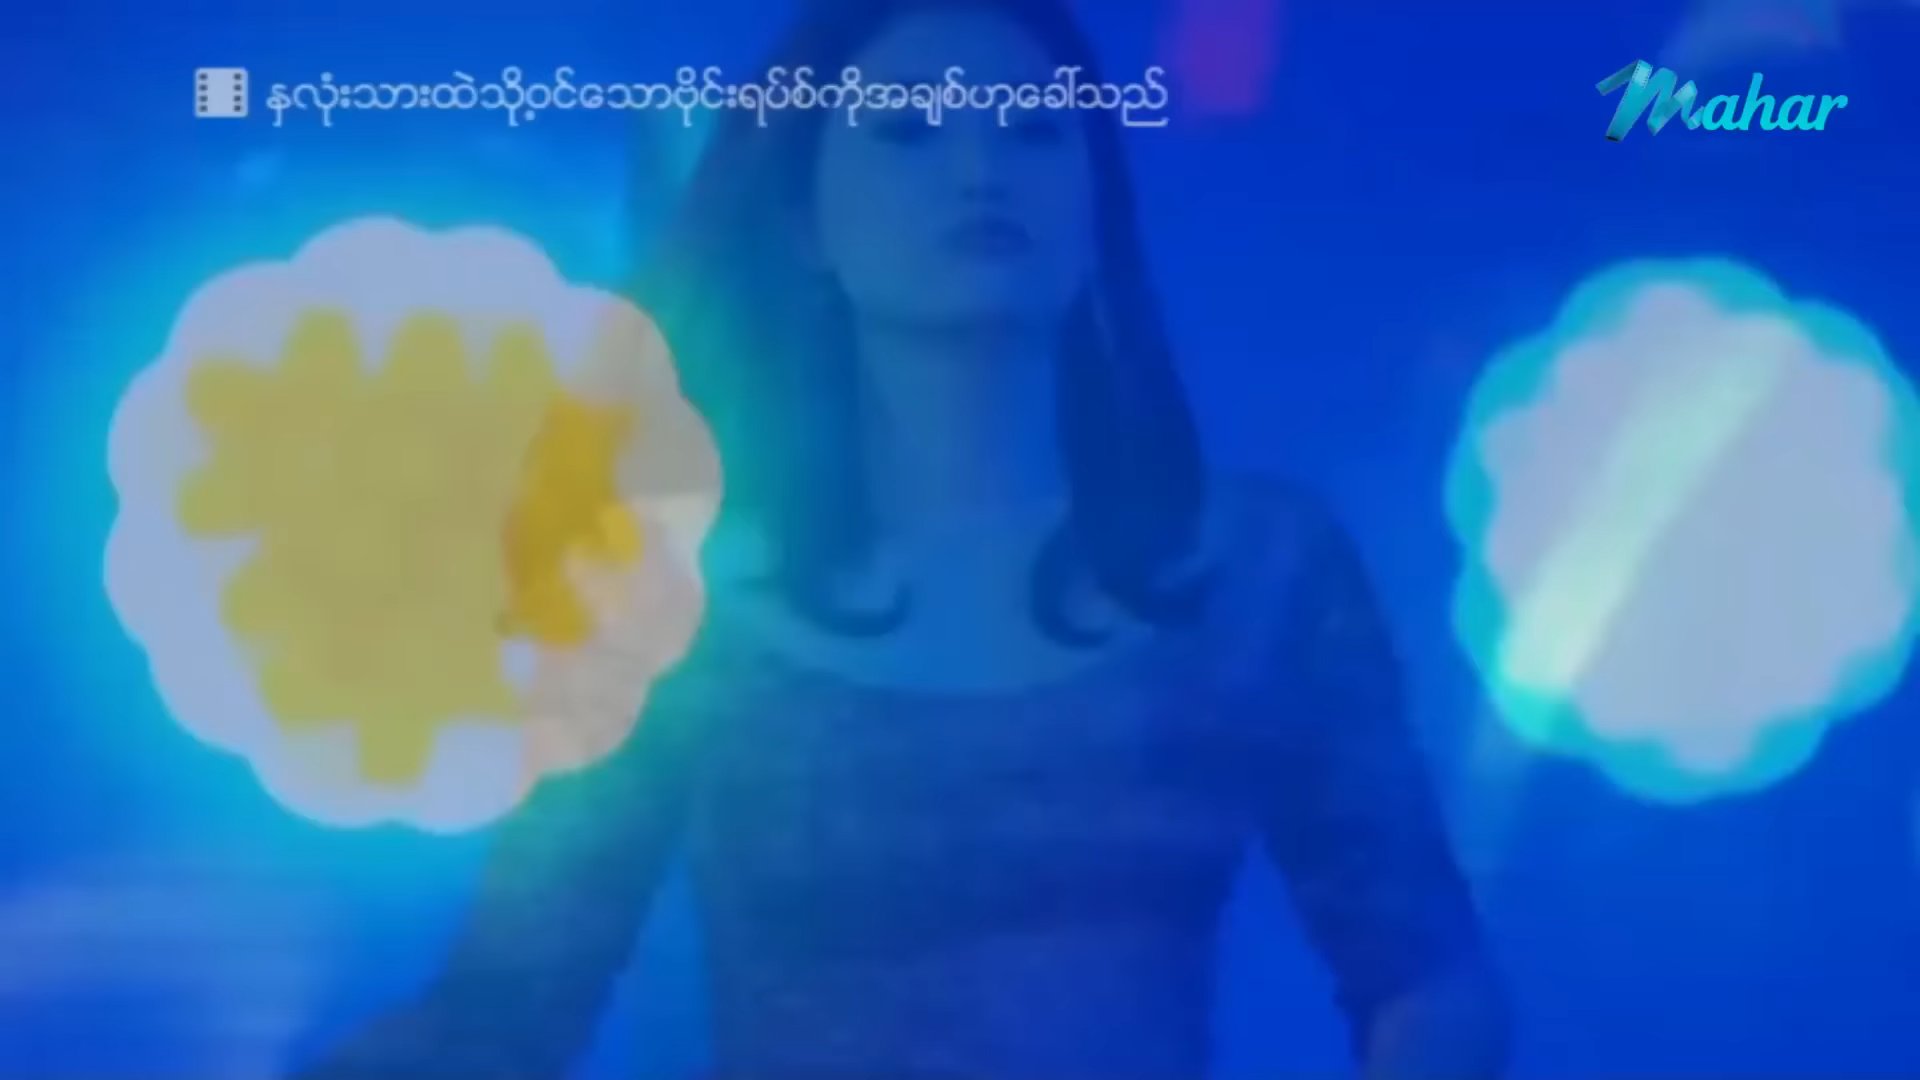 နှလုံးသားထဲသို့ဝင်သောဗိုင်းရပ်စ်ကိုအချစ်ဟုခေါ်သည်
Mahar